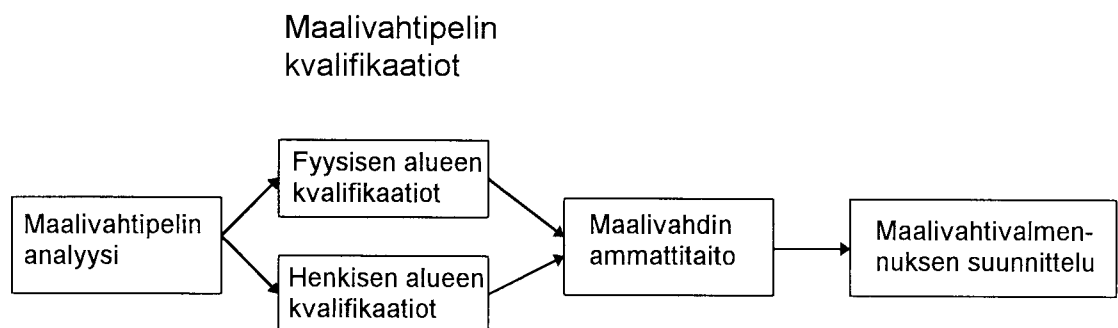 Maalivahtipelin
kvalifikaatiot
Maalivahtipelin
analyysi
Fyysisen alueen
kvalifikaatiot
Henkisen alueen
kvalifikaatiot
Maalivahdin
ammattitaito
Maalivahtivalmen-
nuksen suunnittelu